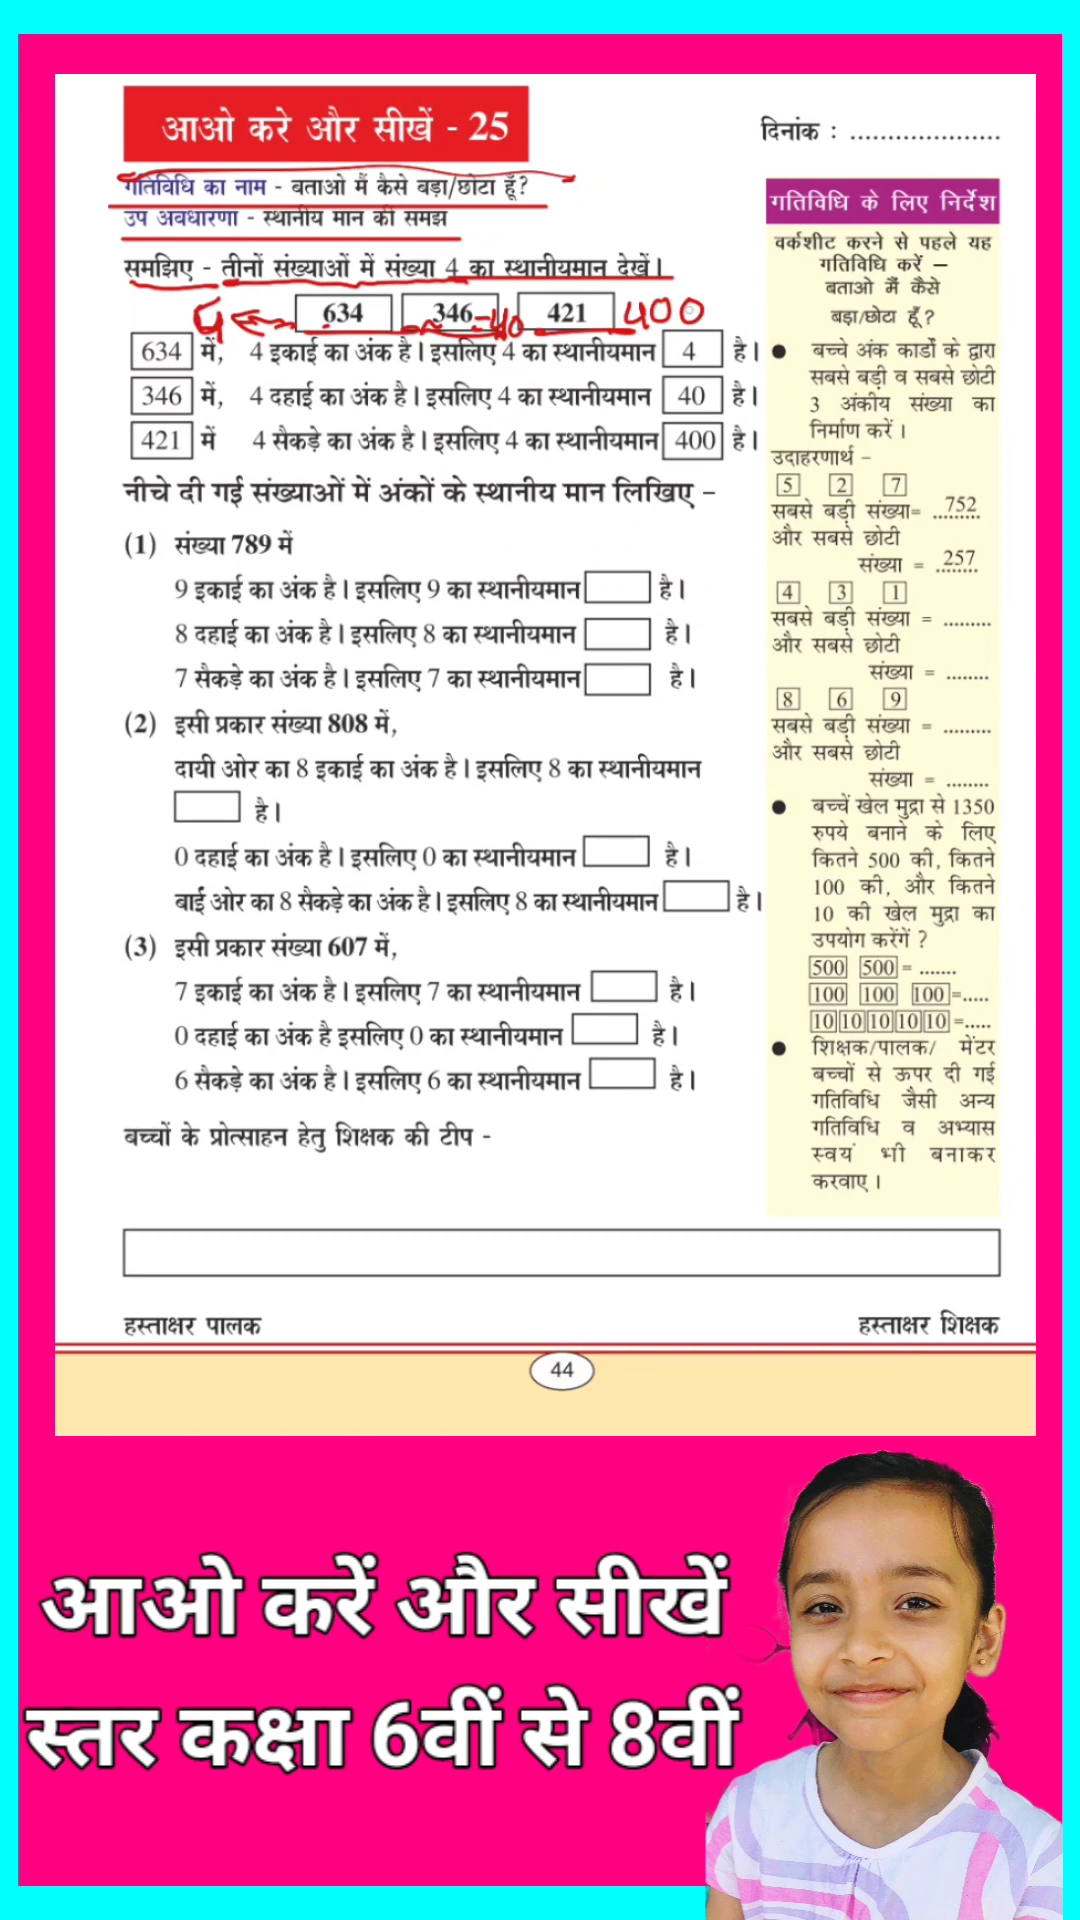 आओ करे और सीखें - 25
दिनांक : ....................
गतिविधि का नाम - बताओ मैं कैसे बड़ा/छोटा हूँ?
उप अवधारणा - स्थानीय मान की समझ
समझिए - तीनों संख्याओं में संख्या 4 का स्थानीयमान देखें।
4 634 346 40 421 400
634 में, 4 इकाई का अंक है। इसलिए 4 का स्थानीयमान 4 है।
346 में, 4 दहाई का अंक है। इसलिए 4 का स्थानीयमान 40 है।
421 में 4 सैकड़े का अंक है। इसलिए 4 का स्थानीयमान 400 है।
नीचे दी गई संख्याओं में अंकों के स्थानीय मान लिखिए –
(1) संख्या 789 में
9 इकाई का अंक है। इसलिए 9 का स्थानीयमान है।
8 दहाई का अंक है। इसलिए 8 का स्थानीयमान है।
7 सैकड़े का अंक है। इसलिए 7 का स्थानीयमान है।
(2) इसी प्रकार संख्या 808 में,
दायी ओर का 8 इकाई का अंक है। इसलिए 8 का स्थानीयमान
है।
0 दहाई का अंक है। इसलिए 0 का स्थानीयमान है।
बाईं ओर का 8 सैकड़े का अंक है। इसलिए 8 का स्थानीयमान है।
(3) इसी प्रकार संख्या 607 में,
7 इकाई का अंक है। इसलिए 7 का स्थानीयमान है।
0 दहाई का अंक है इसलिए 0 का स्थानीयमान है।
6 सैकड़े का अंक है। इसलिए 6 का स्थानीयमान है।
बच्चों के प्रोत्साहन हेतु शिक्षक की टीप -
गतिविधि के लिए निर्देश
वर्कशीट करने से पहले यह
गतिविधि करें –
बताओ मैं कैसे
बड़ा/छोटा हूँ ?
● बच्चे अंक कार्डों के द्वारा
सबसे बड़ी व सबसे छोटी
3 अंकीय संख्या का
निर्माण करें ।
उदाहरणार्थ –
5 2 7
सबसे बड़ी संख्या= ..752..
और सबसे छोटी
संख्या = ..257..
4 3 1
सबसे बड़ी संख्या = .........
और सबसे छोटी
संख्या = ........
8 6 9
सबसे बड़ी संख्या = .........
और सबसे छोटी
संख्या = ........
● बच्चें खेल मुद्रा से 1350
रुपये बनाने के लिए
कितने 500 की, कितने
100 की, और कितने
10 की खेल मुद्रा का
उपयोग करेंगें ?
500 500 = .......
100 100 100 =.....
10 10 10 10 10 =.....
● शिक्षक/पालक/ मेंटर
बच्चों से ऊपर दी गई
गतिविधि जैसी अन्य
गतिविधि व अभ्यास
स्वयं भी बनाकर
करवाए ।
हस्ताक्षर पालक
हस्ताक्षर शिक्षक
44
आओ करें और सीखें
स्तर कक्षा 6वीं से 8वीं